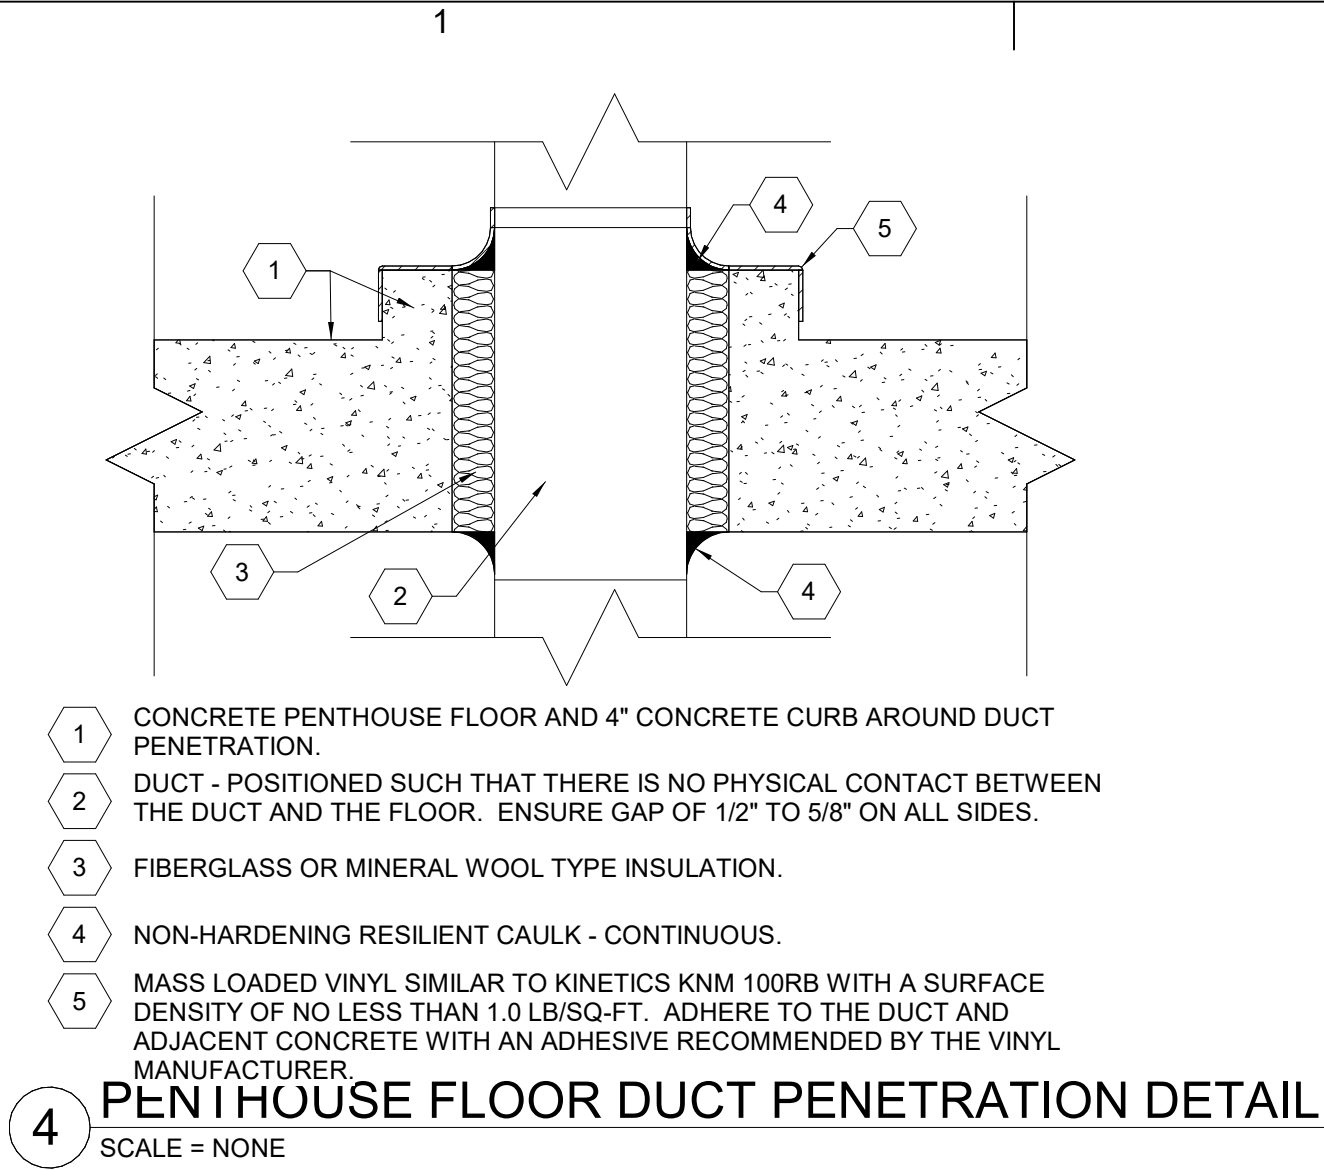 1
4
5
1
3
2
4
1 CONCRETE PENTHOUSE FLOOR AND 4" CONCRETE CURB AROUND DUCT
PENETRATION.
2 DUCT - POSITIONED SUCH THAT THERE IS NO PHYSICAL CONTACT BETWEEN
THE DUCT AND THE FLOOR. ENSURE GAP OF 1/2" TO 5/8" ON ALL SIDES.
3 FIBERGLASS OR MINERAL WOOL TYPE INSULATION.
4 NON-HARDENING RESILIENT CAULK - CONTINUOUS.
5 MASS LOADED VINYL SIMILAR TO KINETICS KNM 100RB WITH A SURFACE
DENSITY OF NO LESS THAN 1.0 LB/SQ-FT. ADHERE TO THE DUCT AND
ADJACENT CONCRETE WITH AN ADHESIVE RECOMMENDED BY THE VINYL
MANUFACTURER.
4 PENTHOUSE FLOOR DUCT PENETRATION DETAIL
SCALE = NONE